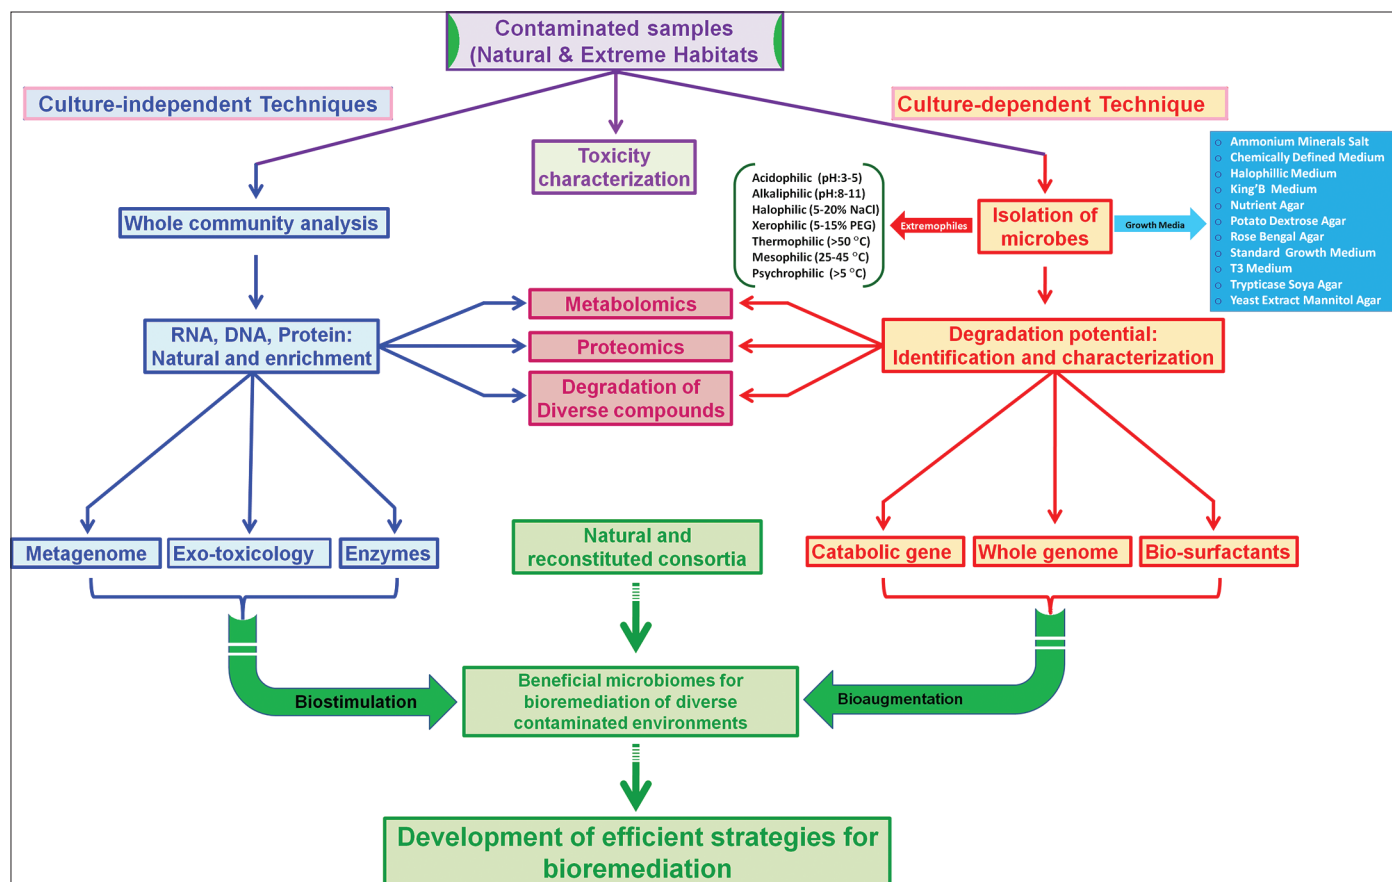 Contaminated samples
(Natural & Extreme Habitats
Culture-independent Techniques
Culture-dependent Technique
Toxicity
characterization
Ammonium Minerals Salt
Chemically Defined Medium
Halophillic Medium
King'B Medium
Nutrient Agar
Potato Dextrose Agar
Rose Bengal Agar
Standard Growth Medium
T3 Medium
Trypticase Soya Agar
Yeast Extract Mannitol Agar
Acidophilic (pH:3-5)
Alkaliphilic (pH:8-11)
Halophilic (5-20% NaCl)
Xerophilic (5-15% PEG)
Thermophilic (>50 °C)
Mesophilic (25-45 °C)
Psychrophilic (>5 °C)
Extremophiles
Isolation of
microbes
Growth Media
Whole community analysis
RNA, DNA, Protein:
Natural and enrichment
Metabolomics
Proteomics
Degradation of
Diverse compounds
Degradation potential:
Identification and characterization
Metagenome
Exo-toxicology
Enzymes
Natural and
reconstituted consortia
Catabolic gene
Whole genome
Bio-surfactants
Biostimulation
Beneficial microbiomes for
bioremediation of diverse
contaminated environments
Bioaugmentation
Development of efficient strategies for
bioremediation